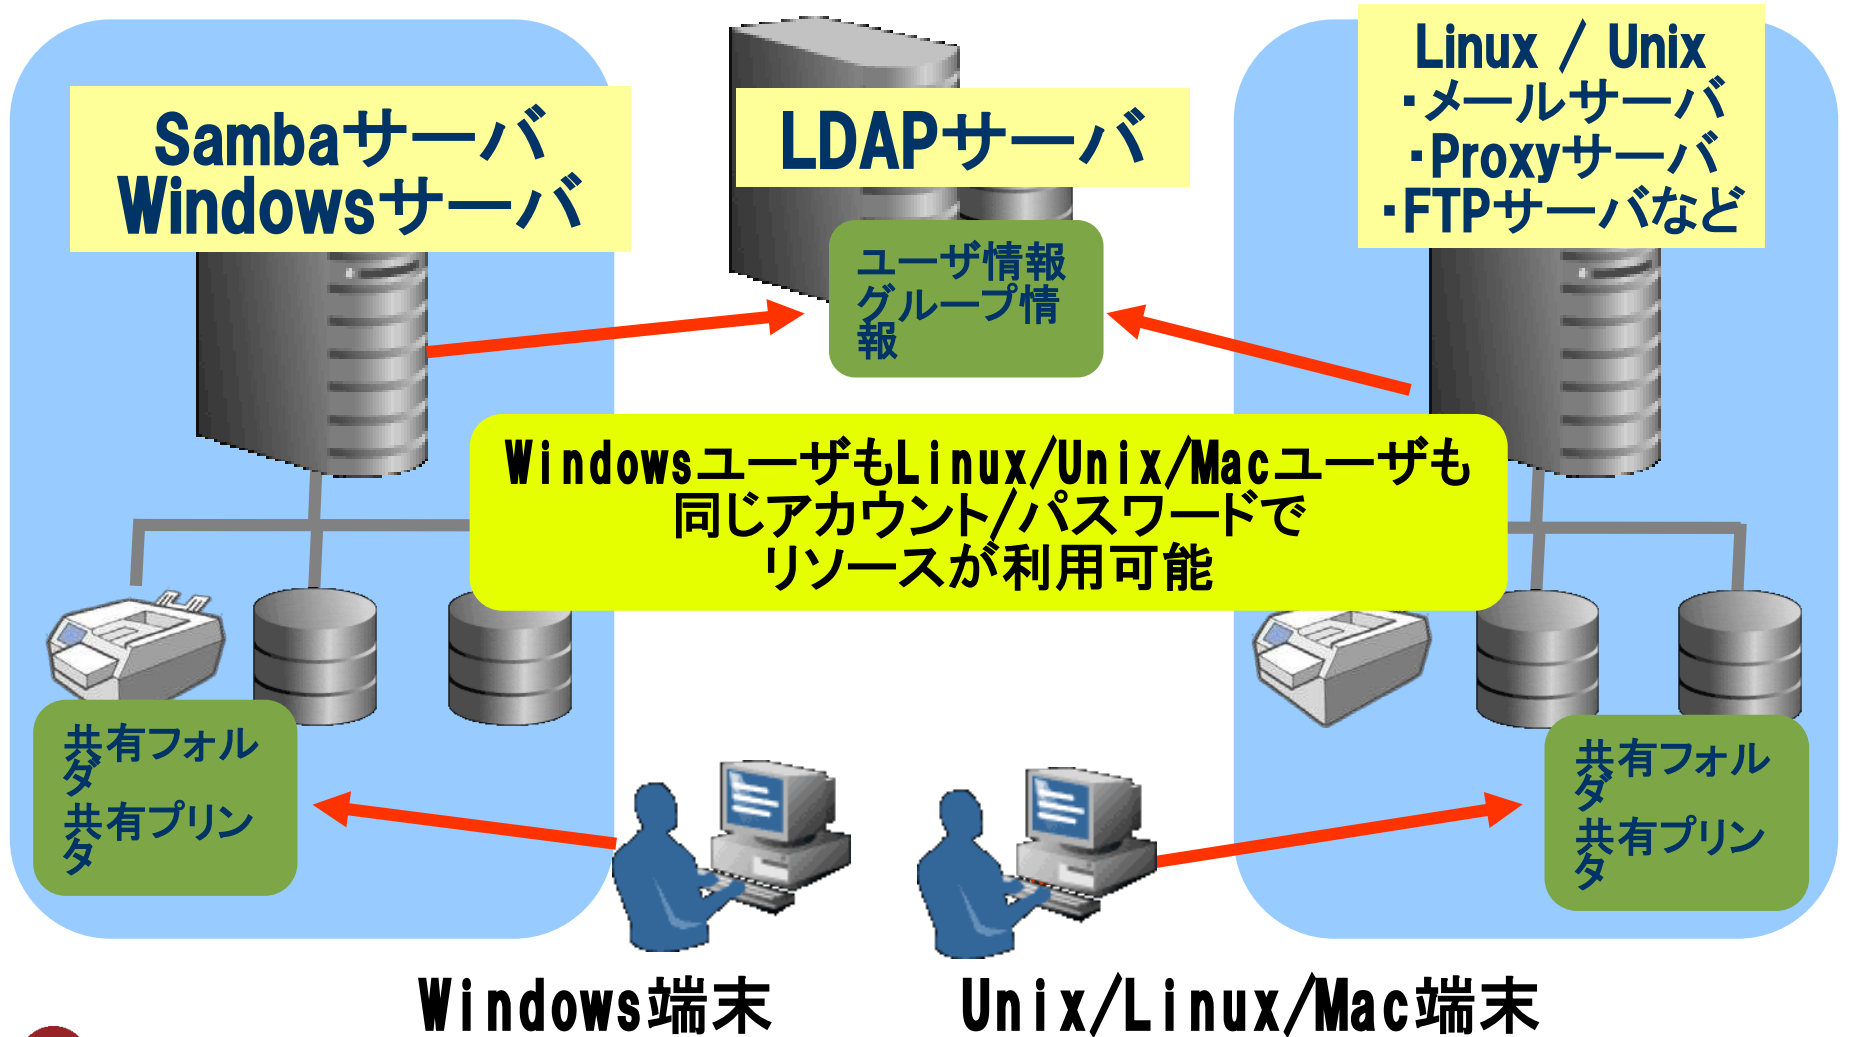 Sambaサーバ
Windowsサーバ
LDAPサーバ
Linux / Unix
・メールサーバ
・Proxyサーバ
・FTPサーバなど
ユーザ情報
グループ情
報
WindowsユーザもLinux/Unix/Macユーザも
同じアカウント/パスワードで
リソースが利用可能
共有フォル
ダ
共有プリン
タ
共有フォル
ダ
共有プリン
タ
Windows端末
Unix/Linux/Mac端末